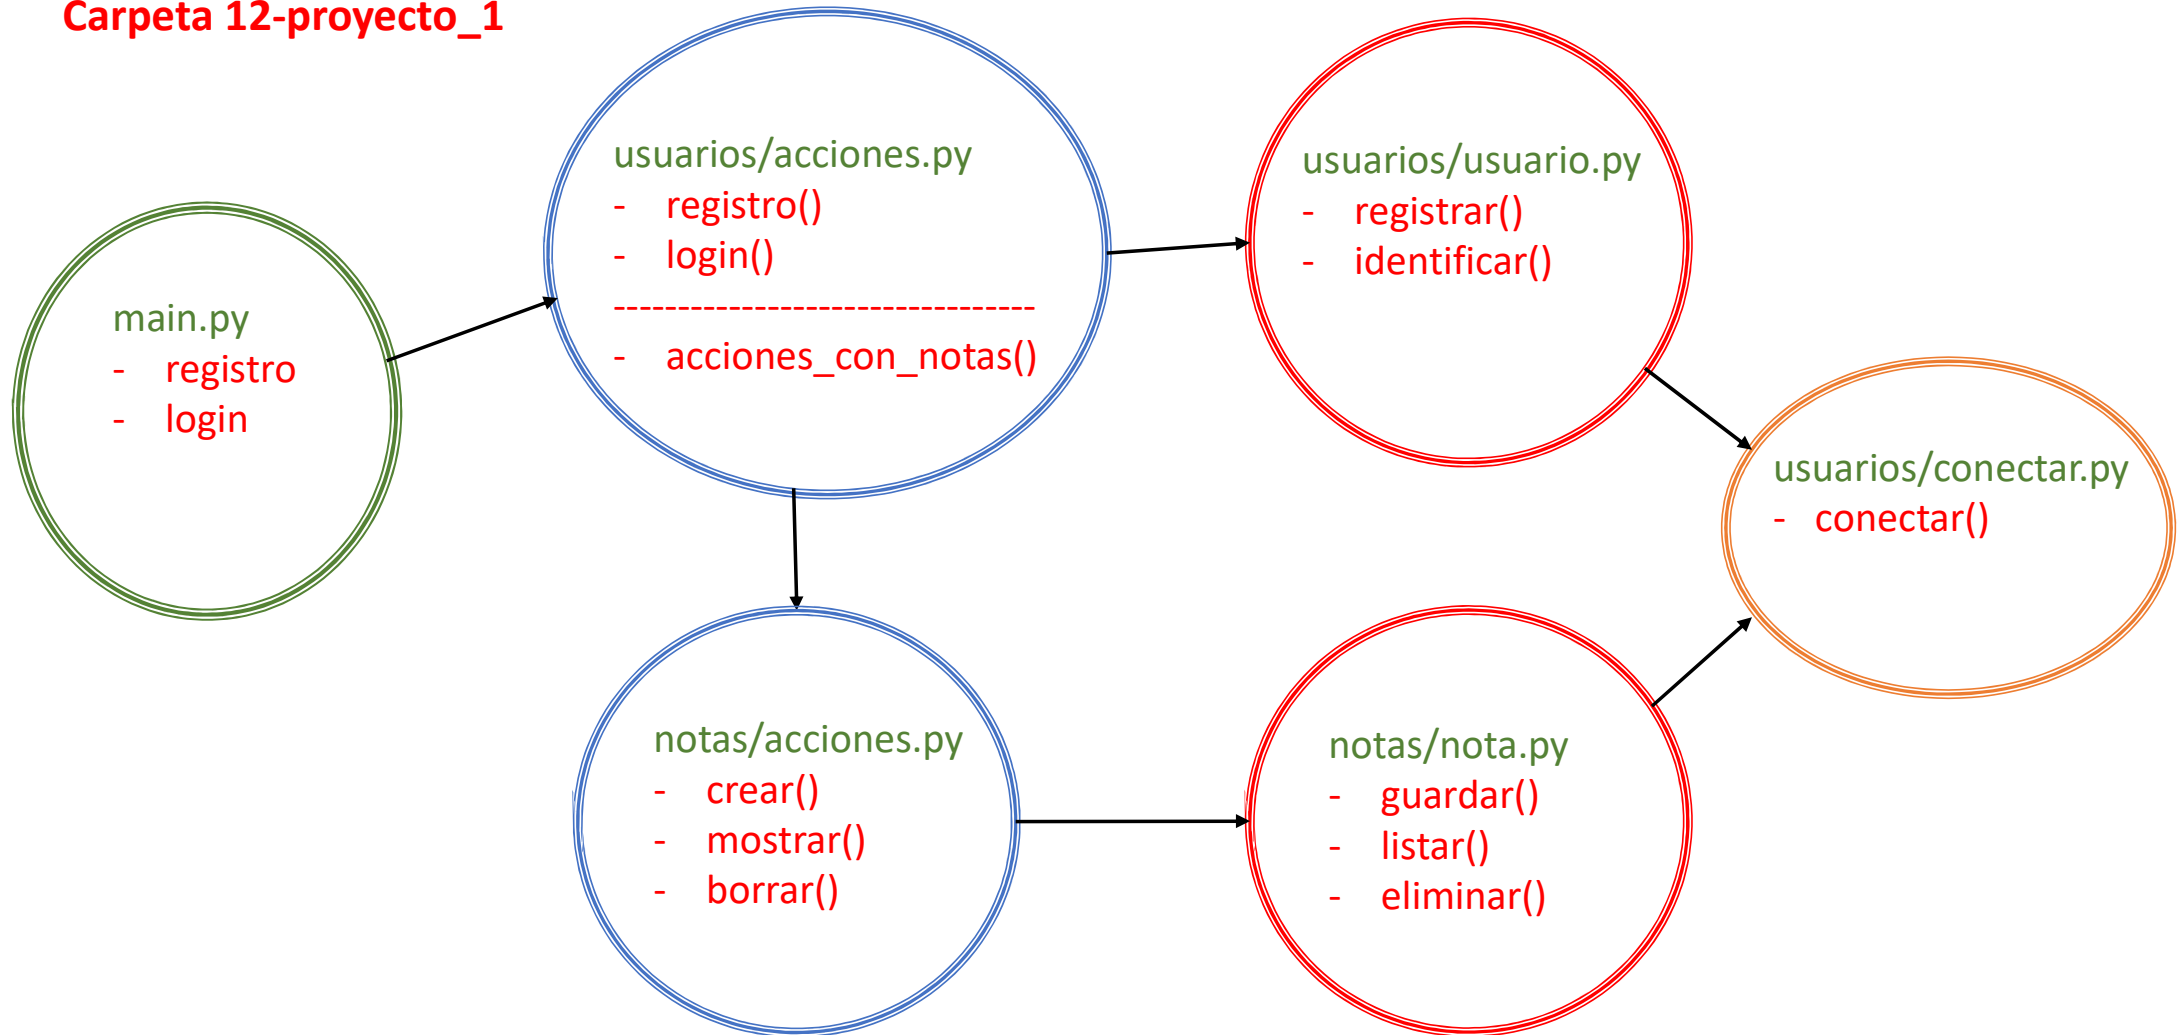 Carpeta 12-proyecto_1
main.py
- registro
- login
usuarios/acciones.py
- registro()
- login()
---------------------------------
- acciones_con_notas()
usuarios/usuario.py
- registrar()
- identificar()
usuarios/conectar.py
- conectar()
notas/acciones.py
- crear()
- mostrar()
- borrar()
notas/nota.py
- guardar()
- listar()
- eliminar()